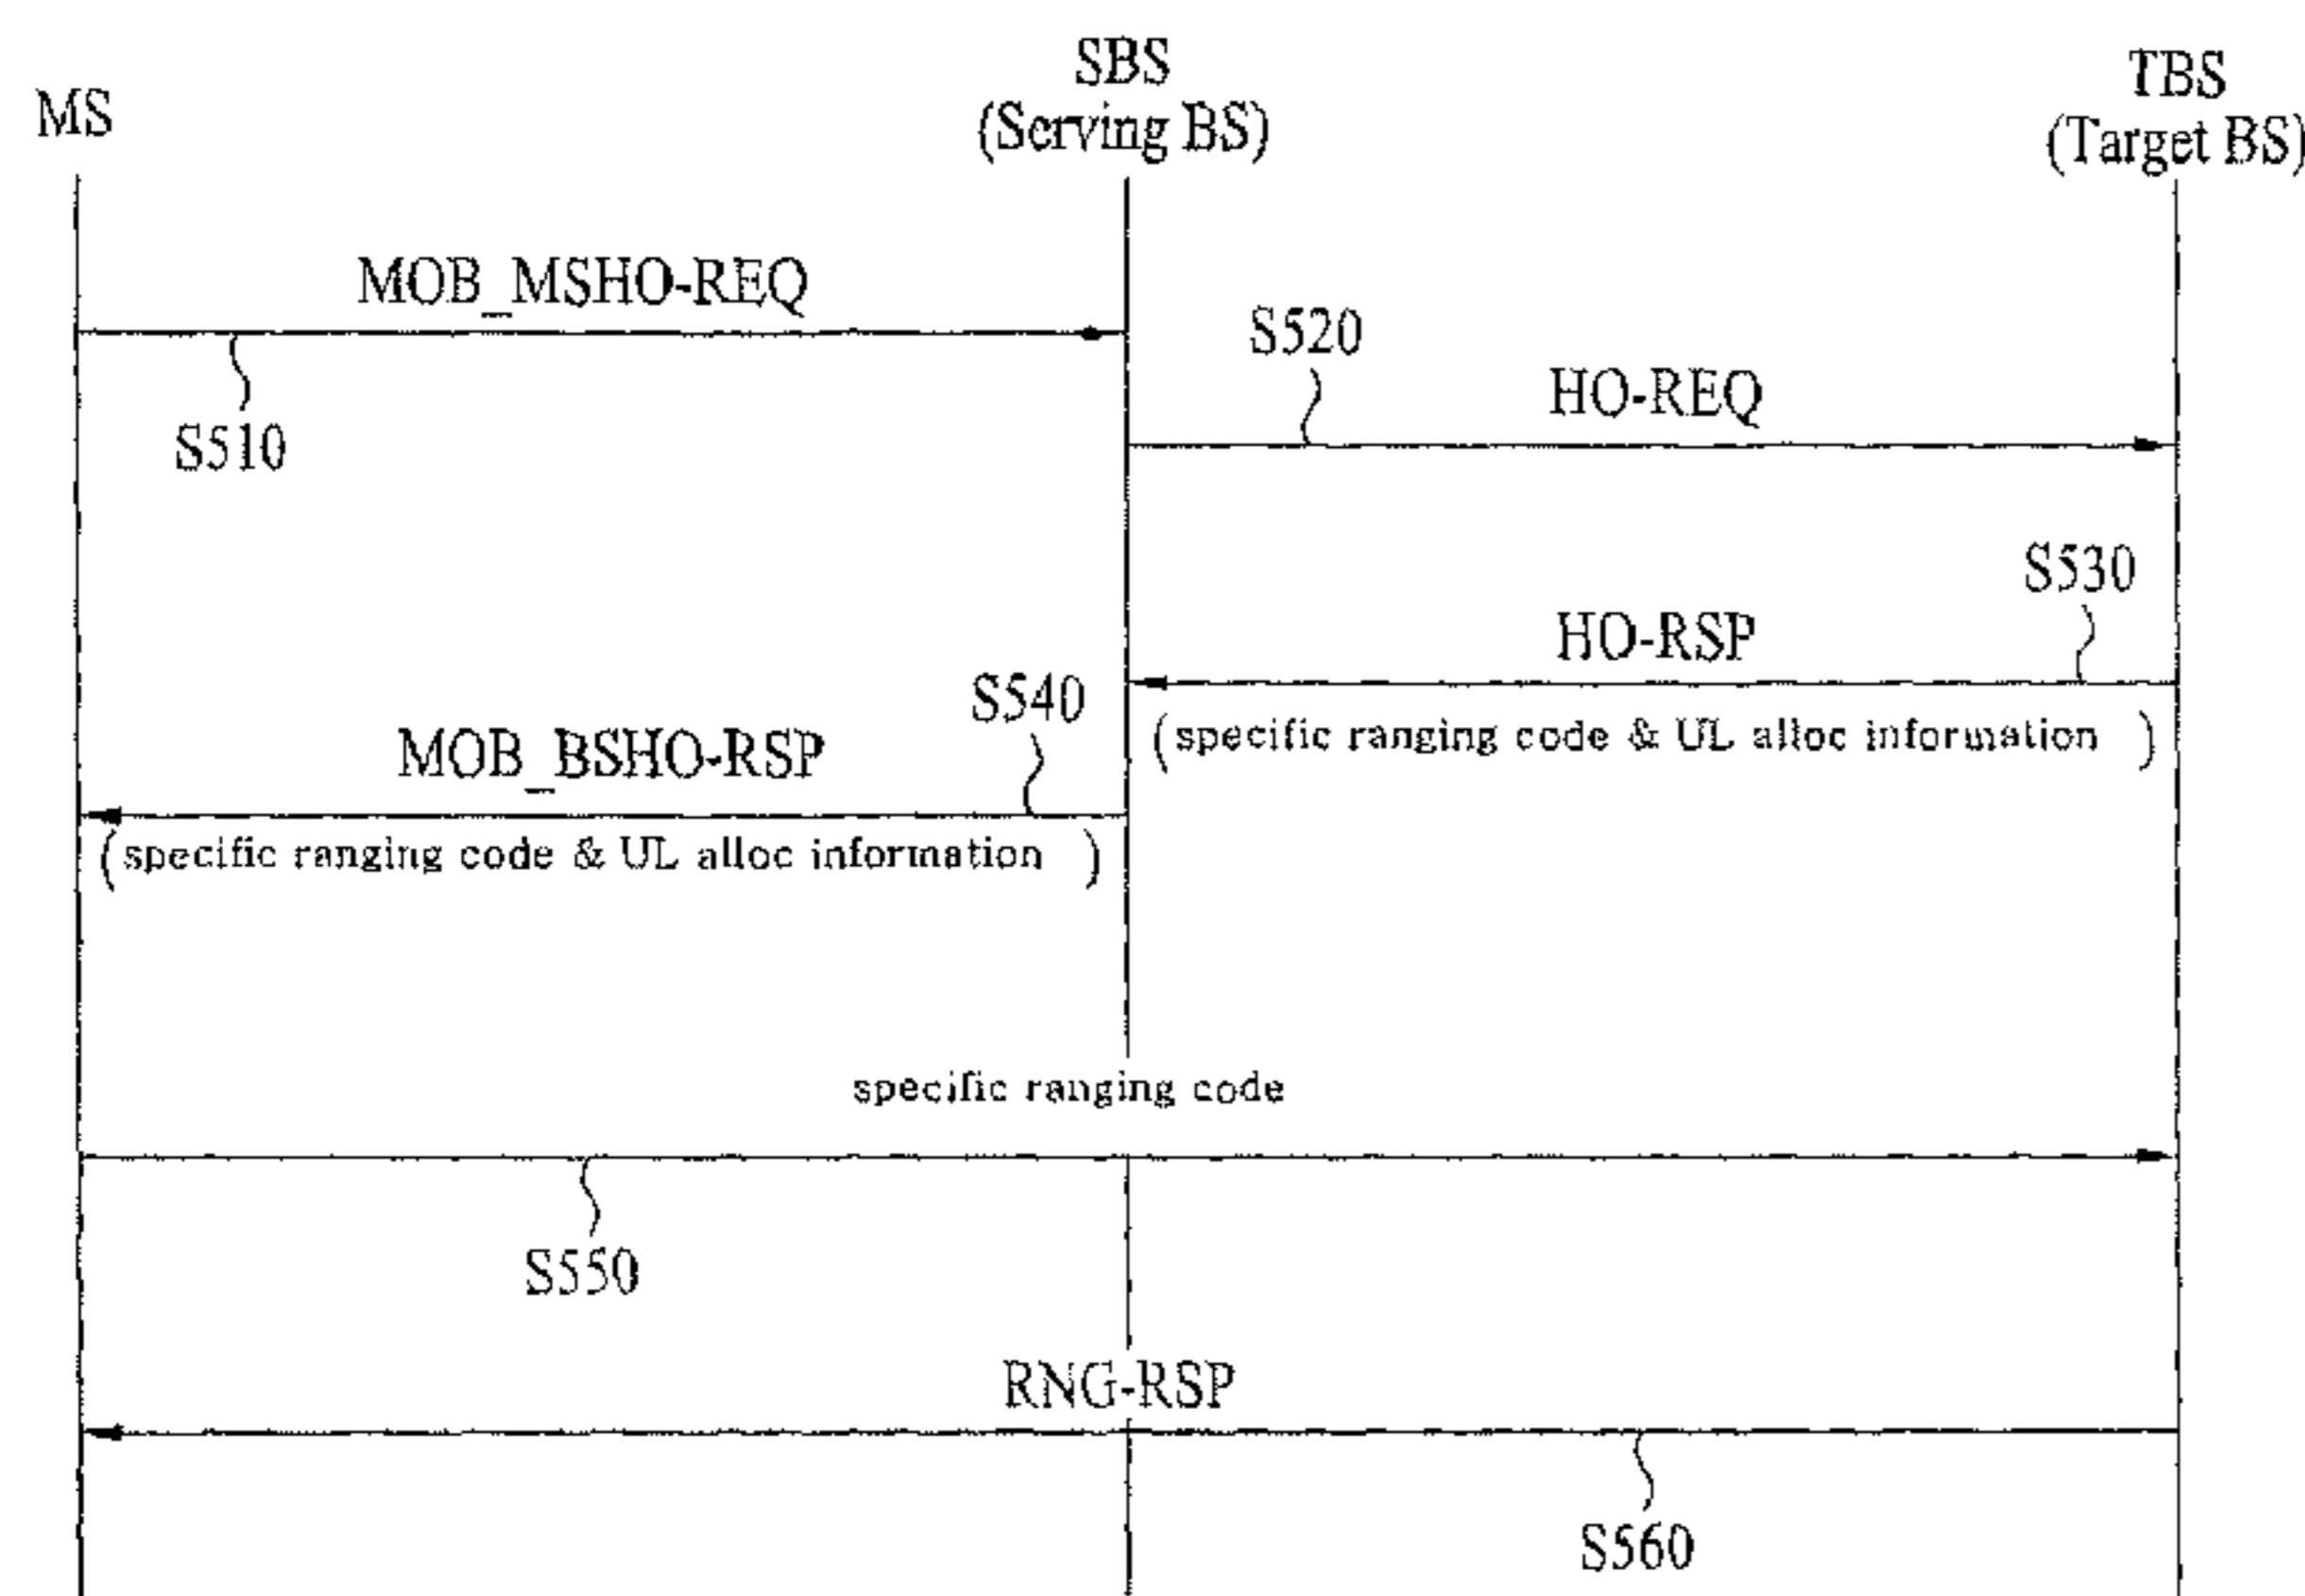 MS
SBS
(Serving BS)
TBS
(Target BS)
MOB_MSHO-REQ
S510
S520
HO-REQ
S530
HO-RSP
(specific ranging code & UL alloc information )
S540
MOB_BSHO-RSP
(specific ranging code & UL alloc information )
specific ranging code
S550
RNG-RSP
S560